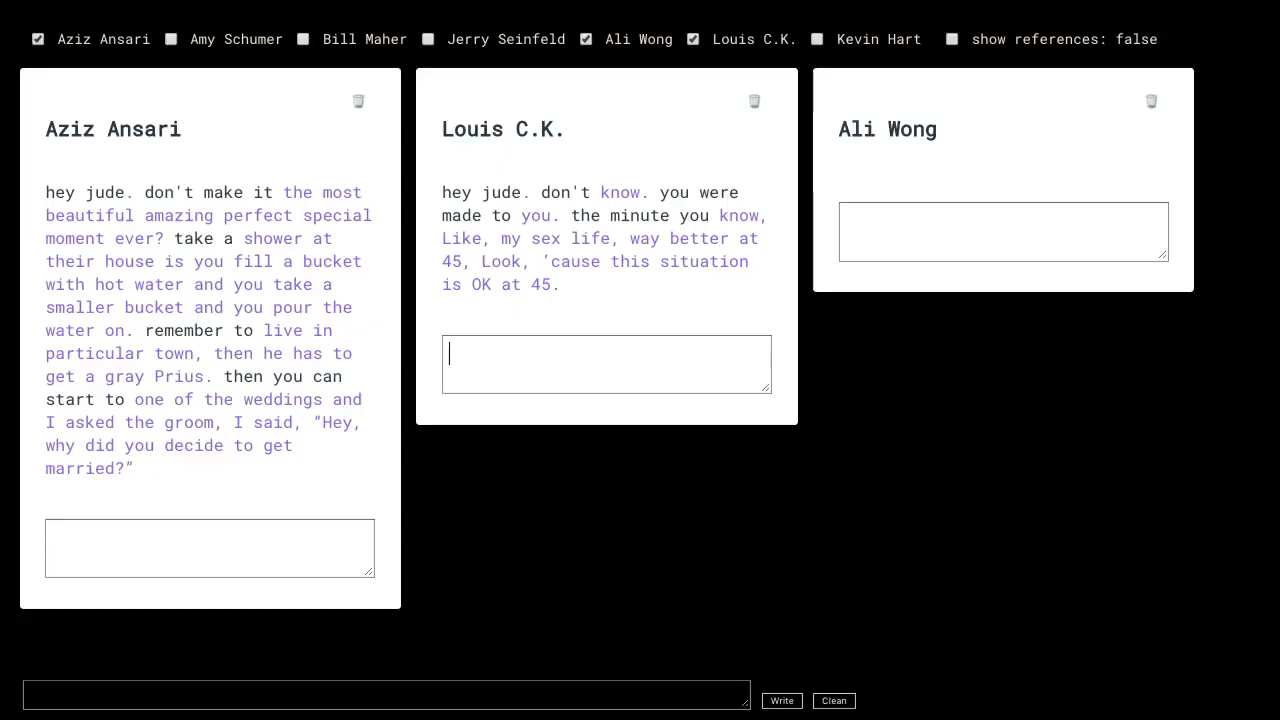 Aziz Ansari Amy Schumer Bill Maher Jerry Seinfeld Ali Wong Louis C.K. Kevin Hart show references: false
Aziz Ansari
hey jude. don't make it the most
beautiful amazing perfect special
moment ever? take a shower at
their house is you fill a bucket
with hot water and you take a
smaller bucket and you pour the
water on. remember to live in
particular town, then he has to
get a gray Prius. then you can
start to one of the weddings and
I asked the groom, I said, “Hey,
why did you decide to get
married?”
Louis C.K.
hey jude. don't know. you were
made to you. the minute you know,
Like, my sex life, way better at
45, Look, ’cause this situation
is OK at 45.
Ali Wong
Write Clean